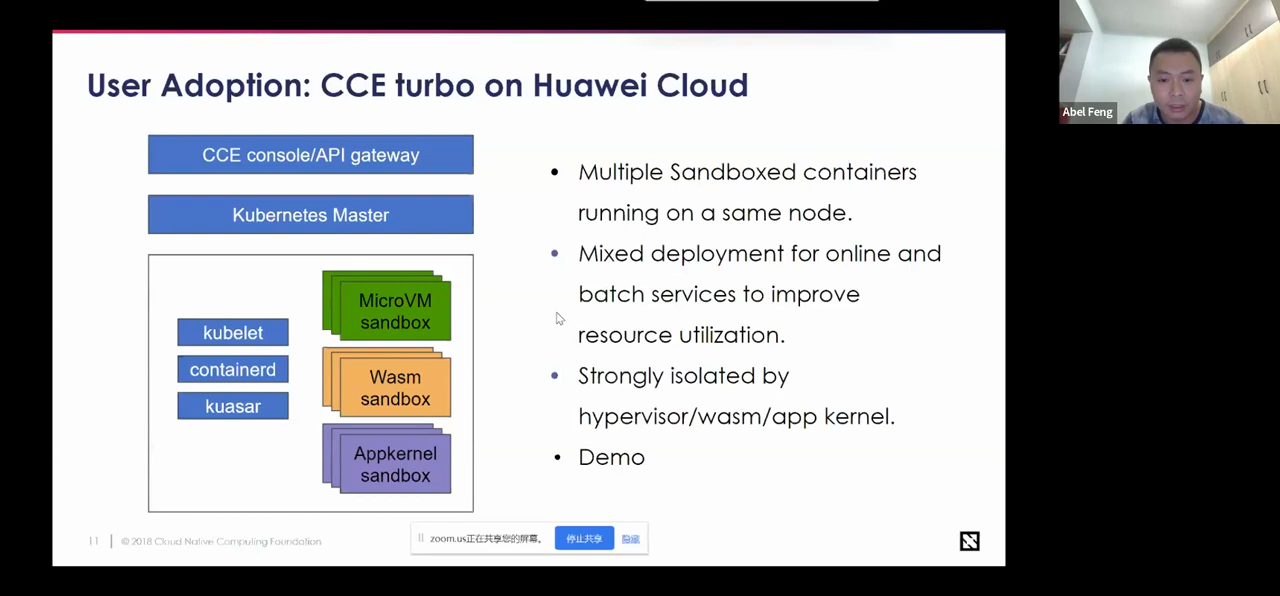 User Adoption: CCE turbo on Huawei Cloud
CCE console/API gateway
Kubernetes Master
kubelet
containerd
kuasar
MicroVM
sandbox
Wasm
sandbox
Appkernel
sandbox
• Multiple Sandboxed containers
running on a same node.
• Mixed deployment for online and
batch services to improve
resource utilization.
• Strongly isolated by
hypervisor/wasm/app kernel.
• Demo
11 | © 2018 Cloud Native Computing Foundation
zoom.us正在共享您的屏幕。 停止共享 隐藏
Abel Feng